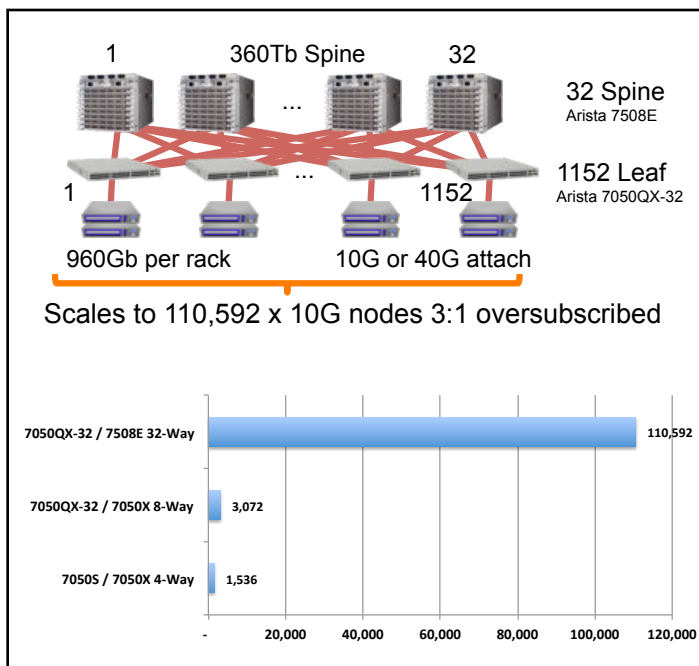 1 360Tb Spine 32
...
32 Spine
Arista 7508E
...
1 1152
1152 Leaf
Arista 7050QX-32
960Gb per rack 10G or 40G attach
Scales to 110,592 x 10G nodes 3:1 oversubscribed
7050QX-32 / 7508E 32-Way 110,592
7050QX-32 / 7050X 8-Way 3,072
7050S / 7050X 4-Way 1,536
- 20,000 40,000 60,000 80,000 100,000 120,000